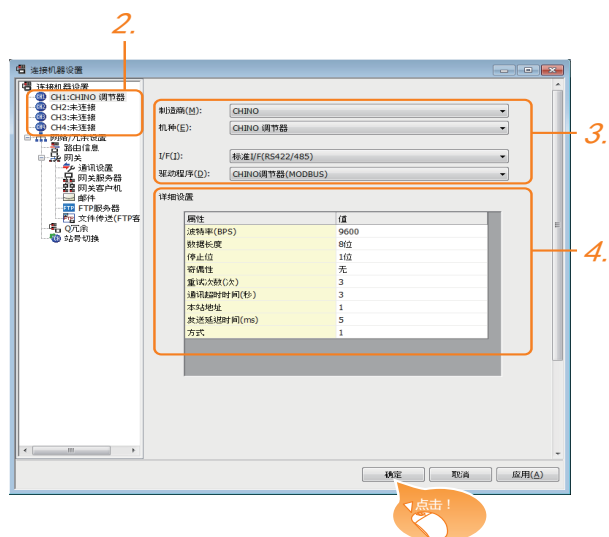 2.
连接机器设置
连接机器设置
CH1:CHINO 调节器
CH2:未连接
CH3:未连接
CH4:未连接
网络/冗余设置
路由信息
网关
通讯设置
网关服务器
网关客户机
邮件
FTP服务器
文件传送(FTP客
Q冗余
站号切换
制造商(M): CHINO
机种(E): CHINO 调节器
I/F(I): 标准I/F(RS422/485)
驱动程序(D): CHINO调节器(MODBUS)
3.
详细设置
属性 值
波特率(BPS) 9600
数据长度 8位
停止位 1位
奇偶性 无
重试次数(次) 3
通讯超时时间(秒) 3
本站地址 1
发送延迟时间(ms) 5
方式 1
4.
确定 取消 应用(A)
点击！